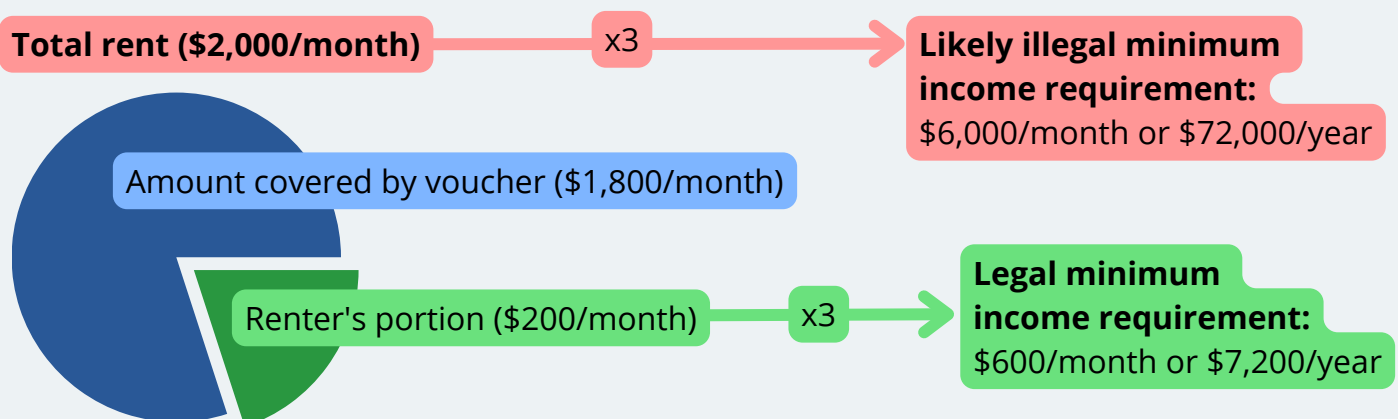 Total rent ($2,000/month)
x3
Likely illegal minimum
income requirement:
$6,000/month or $72,000/year
Amount covered by voucher ($1,800/month)
Renter's portion ($200/month)
x3
Legal minimum
income requirement:
$600/month or $7,200/year